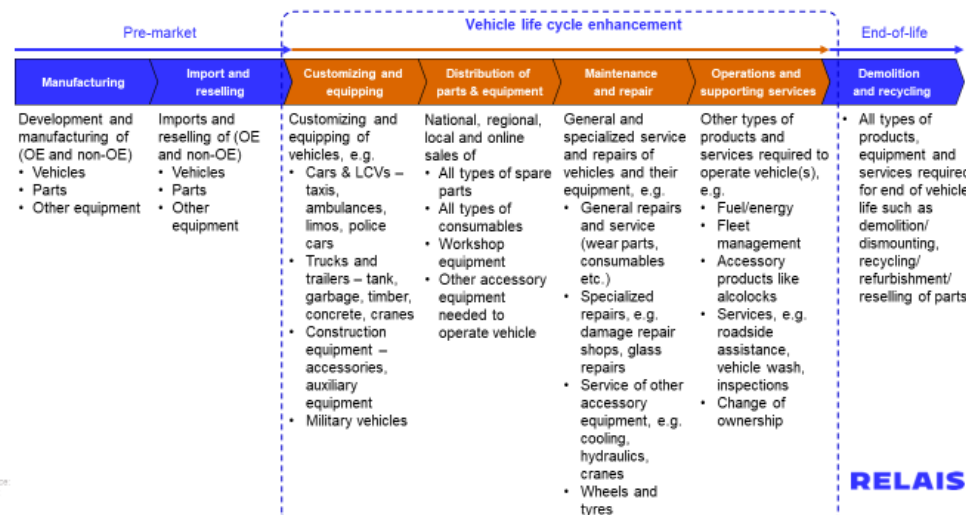 Vehicle life cycle enhancement
Pre-market
End-of-life
Manufacturing
Import and
reselling
Customizing and
equipping
Distribution of
parts & equipment
Maintenance
and repair
Operations and
supporting services
Demolition
and recycling
Development and
manufacturing of
(OE and non-OE)
• Vehicles
• Parts
• Other equipment
Imports and
reselling of (OE
and non-OE)
• Vehicles
• Parts
• Other
equipment
Customizing and
equipping of
vehicles, e.g.
• Cars & LCVs –
taxis,
ambulances,
limos, police
cars
• Trucks and
trailers – tank,
garbage, timber,
concrete, cranes
• Construction
equipment –
accessories,
auxiliary
equipment
• Military vehicles
National, regional,
local and online
sales of
• All types of spare
parts
• All types of
consumables
• Workshop
equipment
• Other accessory
equipment
needed to
operate vehicle
General and
specialized service
and repairs of
vehicles and their
equipment, e.g.
• General repairs
and service
(wear parts,
consumables
etc.)
• Specialized
repairs, e.g.
damage repair
shops, glass
repairs
• Service of other
accessory
equipment, e.g.
cooling,
hydraulics,
cranes
• Wheels and
tyres
Other types of
products and
services required to
operate vehicle(s),
e.g.
• Fuel/energy
• Fleet
management
• Accessory
products like
alcolocks
• Services, e.g.
roadside
assistance,
vehicle wash,
inspections
• Change of
ownership
• All types of
products,
equipment and
services required
for end of vehicle
life such as
demolition/
dismounting,
recycling/
refurbishment/
reselling of parts
RELAIS